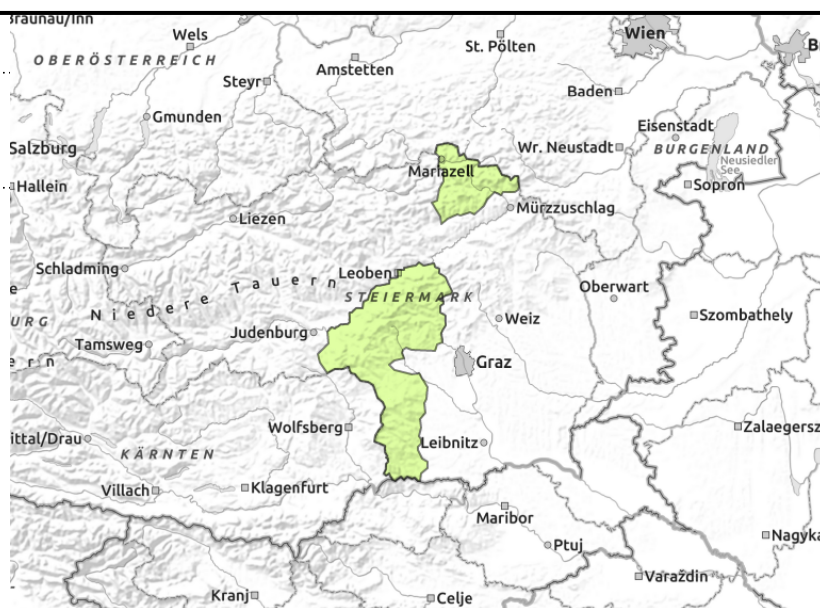 Braunau/Inn
Wels
OBERÖSTERREICH
Steyr
Amstetten
St. Pölten
Wien
Baden
Gmunden
Salzburg
Hallein
Mariazell
Wr. Neustadt
Eisenstadt
BURGENLAND
Neusiedler
See
Sopron
Mürzzuschlag
Liezen
Schladming
Niedere Tauern
Leoben
STEIERMARK
Oberwart
Szombathely
Weiz
Judenburg
Tamsweg
Graz
Wolfsberg
Leibnitz
Zalaegersz
ittal/Drau
KÄRNTEN
Villach
Klagenfurt
Maribor
Ptuj
Nagyka
Varaždin
Kranj
Celje